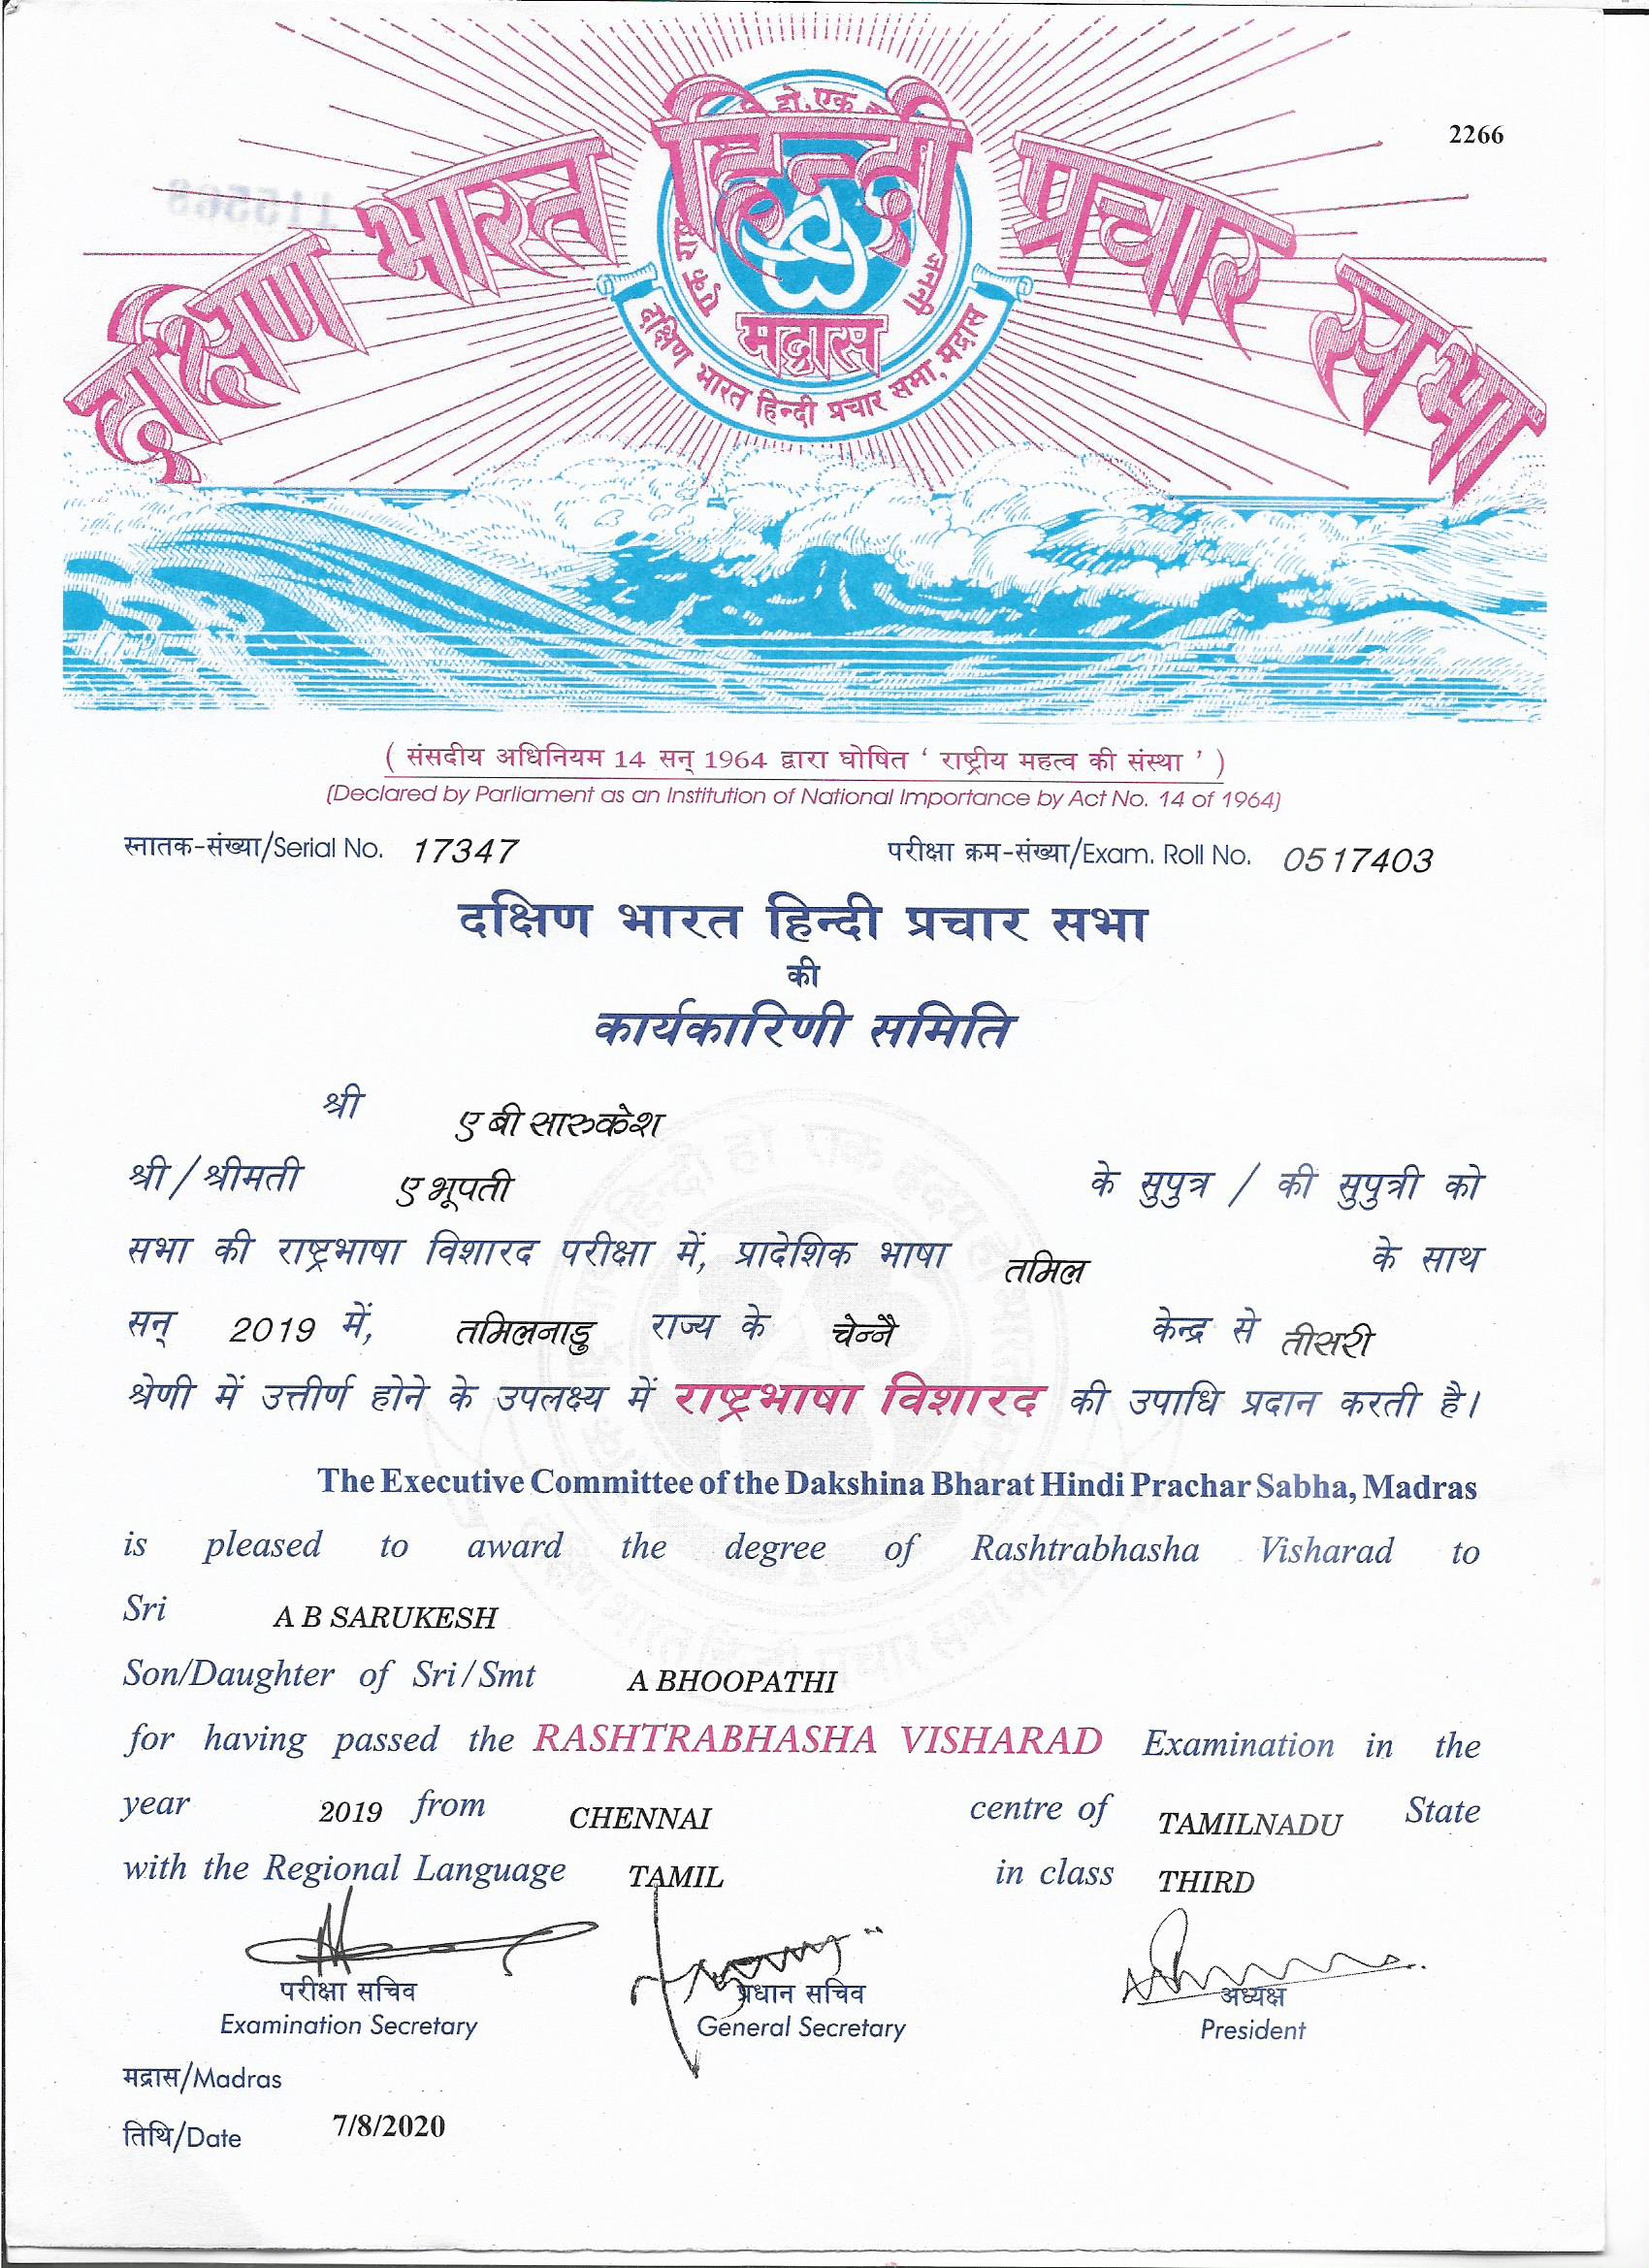 2266
दक्षिण भारत हिन्दी प्रचार सभा
मद्रास
दक्षिण भारत हिन्दी प्रचार सभा, मद्रास
( संसदीय अधिनियम 14 सन् 1964 द्वारा घोषित ‘ राष्ट्रीय महत्व की संस्था ’ )
(Declared by Parliament as an Institution of National Importance by Act No. 14 of 1964)
स्नातक-संख्या/Serial No. 17347 परीक्षा क्रम-संख्या/Exam. Roll No. 0517403
दक्षिण भारत हिन्दी प्रचार सभा
की
कार्यकारिणी समिति
श्री ए बी सारुकेश
श्री / श्रीमती ए भूपती के सुपुत्र / की सुपुत्री को
सभा की राष्ट्रभाषा विशारद परीक्षा में, प्रादेशिक भाषा तमिल के साथ
सन् 2019 में, तमिलनाडु राज्य के चेन्नै केन्द्र से तीसरी
श्रेणी में उत्तीर्ण होने के उपलक्ष्य में राष्ट्रभाषा विशारद की उपाधि प्रदान करती है।
The Executive Committee of the Dakshina Bharat Hindi Prachar Sabha, Madras
is pleased to award the degree of Rashtrabhasha Visharad to
Sri A B SARUKESH
Son/Daughter of Sri/Smt A BHOOPATHI
for having passed the RASHTRABHASHA VISHARAD Examination in the
year 2019 from CHENNAI centre of TAMILNADU State
with the Regional Language TAMIL in class THIRD
परीक्षा सचिव प्रधान सचिव अध्यक्ष
Examination Secretary General Secretary President
मद्रास/Madras
तिथि/Date 7/8/2020